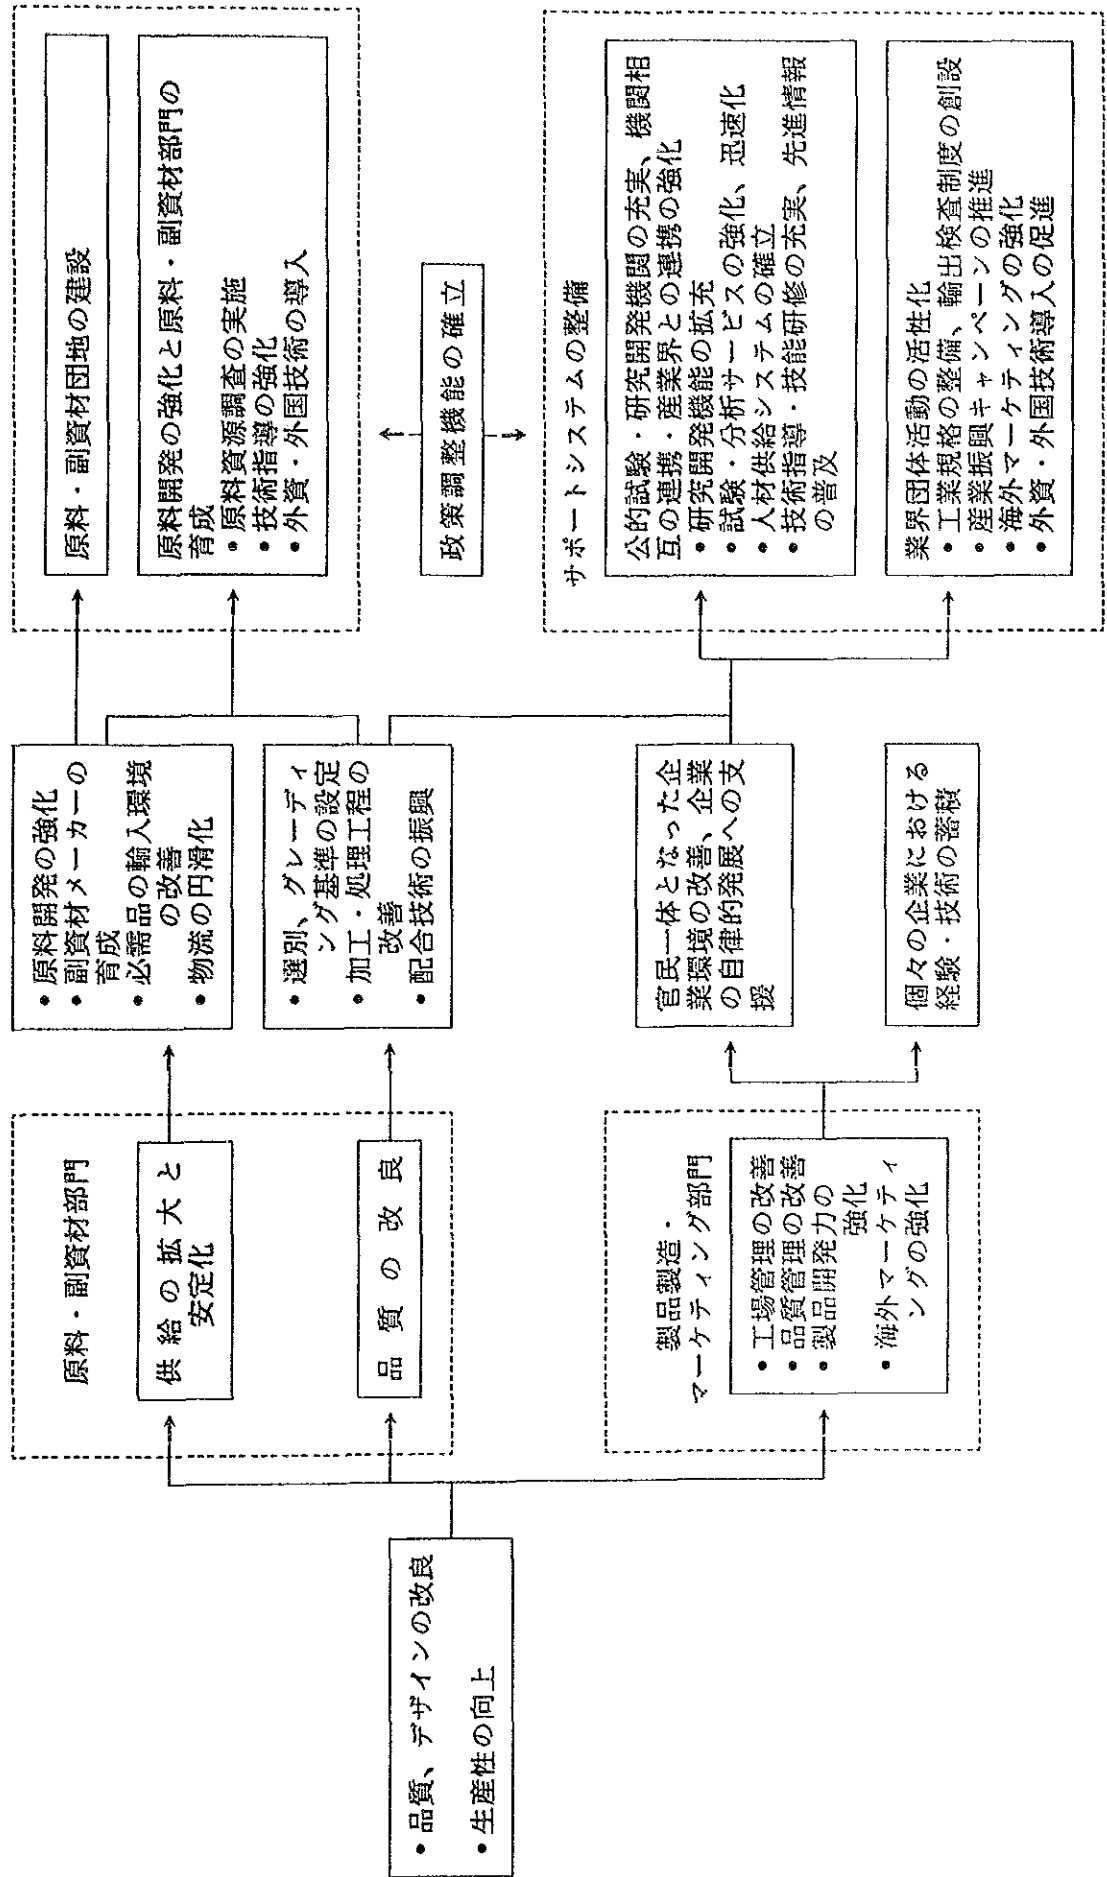 ・品質、デザインの改良
・生産性の向上
原料・副資材部門
供給の拡大と
安定化
品質の改良
製品製造・
マーケティング部門
・工場管理の改善
・品質管理の改善
・製品開発力の
強化
・海外マーケティ
ングの強化
・原料開発の強化
・副資材メーカーの
育成
・必需品の輸入環境
の改善
・物流の円滑化
・選別、グレーディ
ング基準の設定
・加工・処理工程の
改善
・配合技術の振興
官民一体となった企
業環境の改善、企業
の自律的発展への支
援
個々の企業における
経験・技術の蓄積
原料・副資材団地の建設
原料開発の強化と原料・副資材部門の
育成
・原料資源調査の実施
・技術指導の強化
・外資・外国技術の導入
政策調整機能の確立
サポートシステムの整備
公的試験・研究開発機関の充実、機関相
互の連携・産業界との連携の強化
・研究開発機能の拡充
・試験・分析サービスの強化、迅速化
・人材供給システムの確立
・技術指導・技能研修の充実、先進情報
の普及
業界団体活動の活性化
・工業規格の整備、輸出検査制度の創設
・産業振興キャンペーンの推進
・海外マーケティングの強化
・外資・外国技術導入の促進